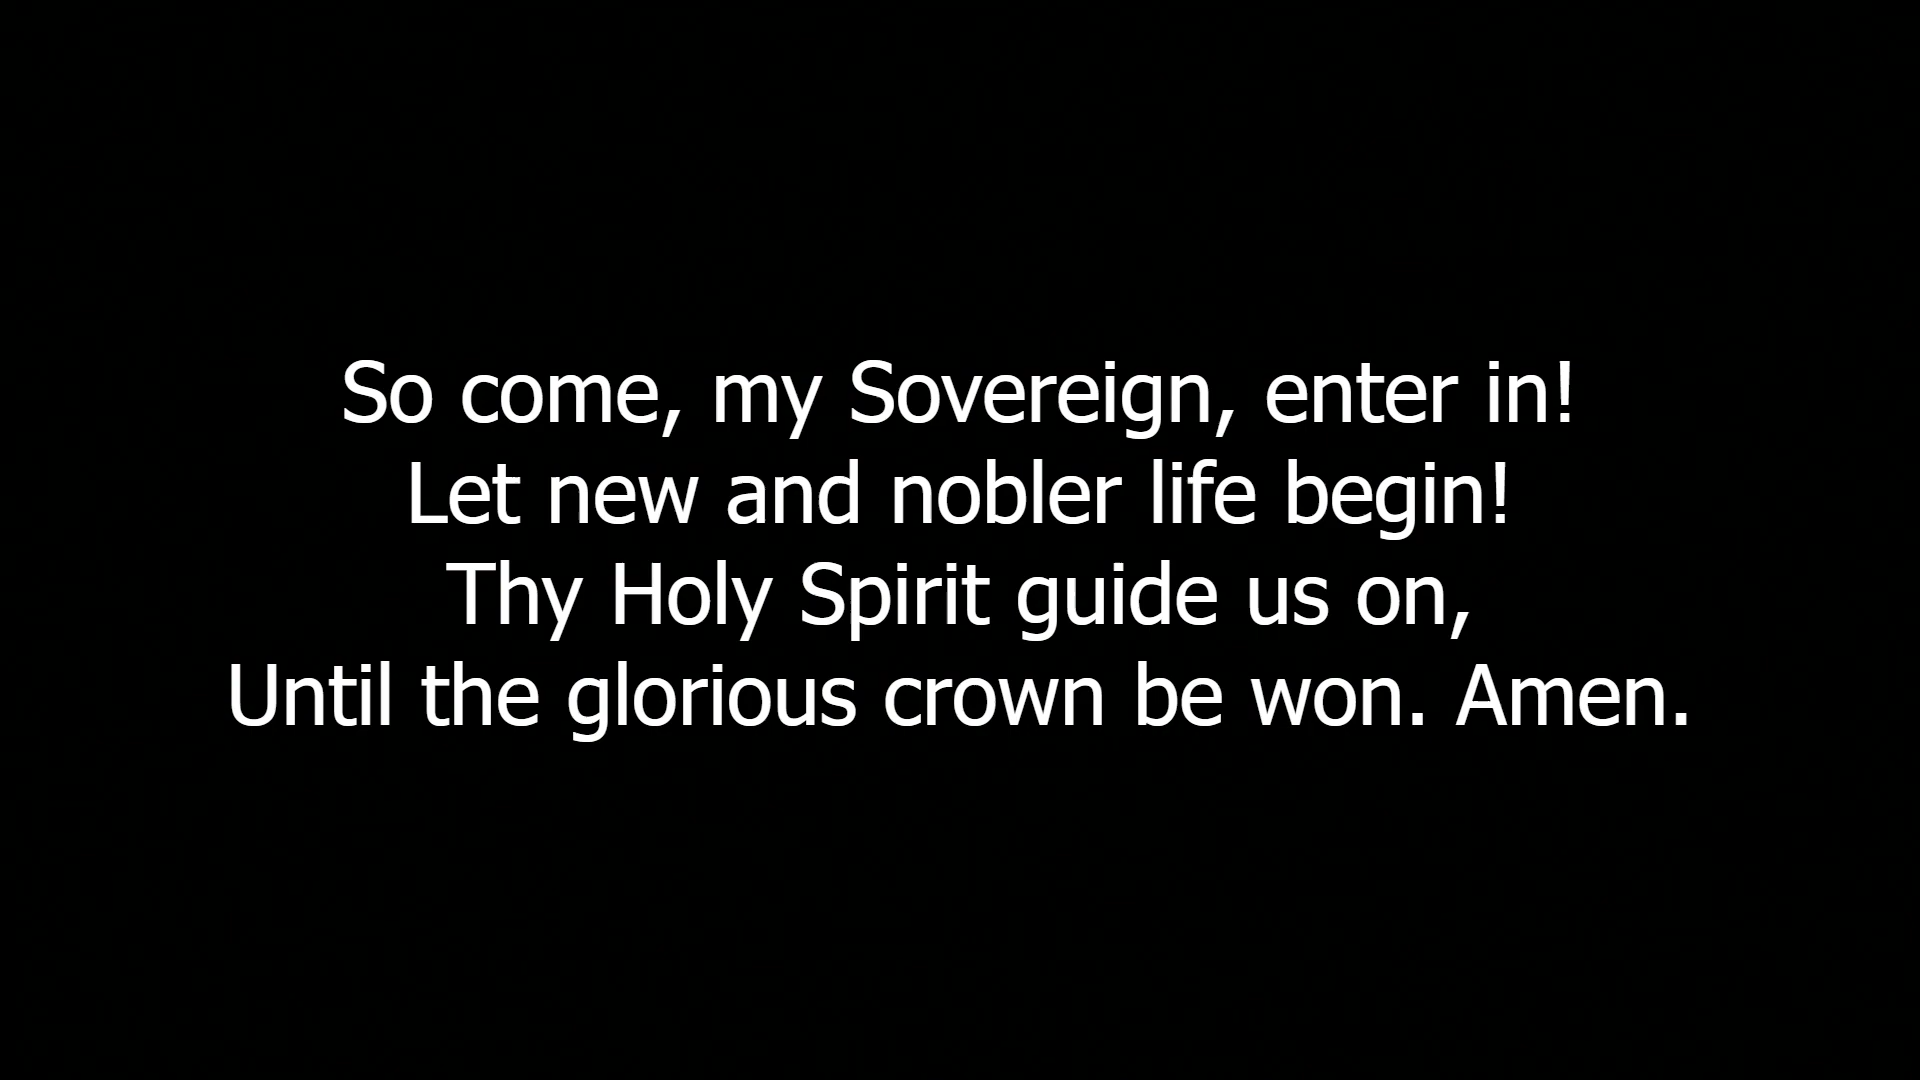 So come, my Sovereign, enter in!
Let new and nobler life begin!
Thy Holy Spirit guide us on,
Until the glorious crown be won. Amen.